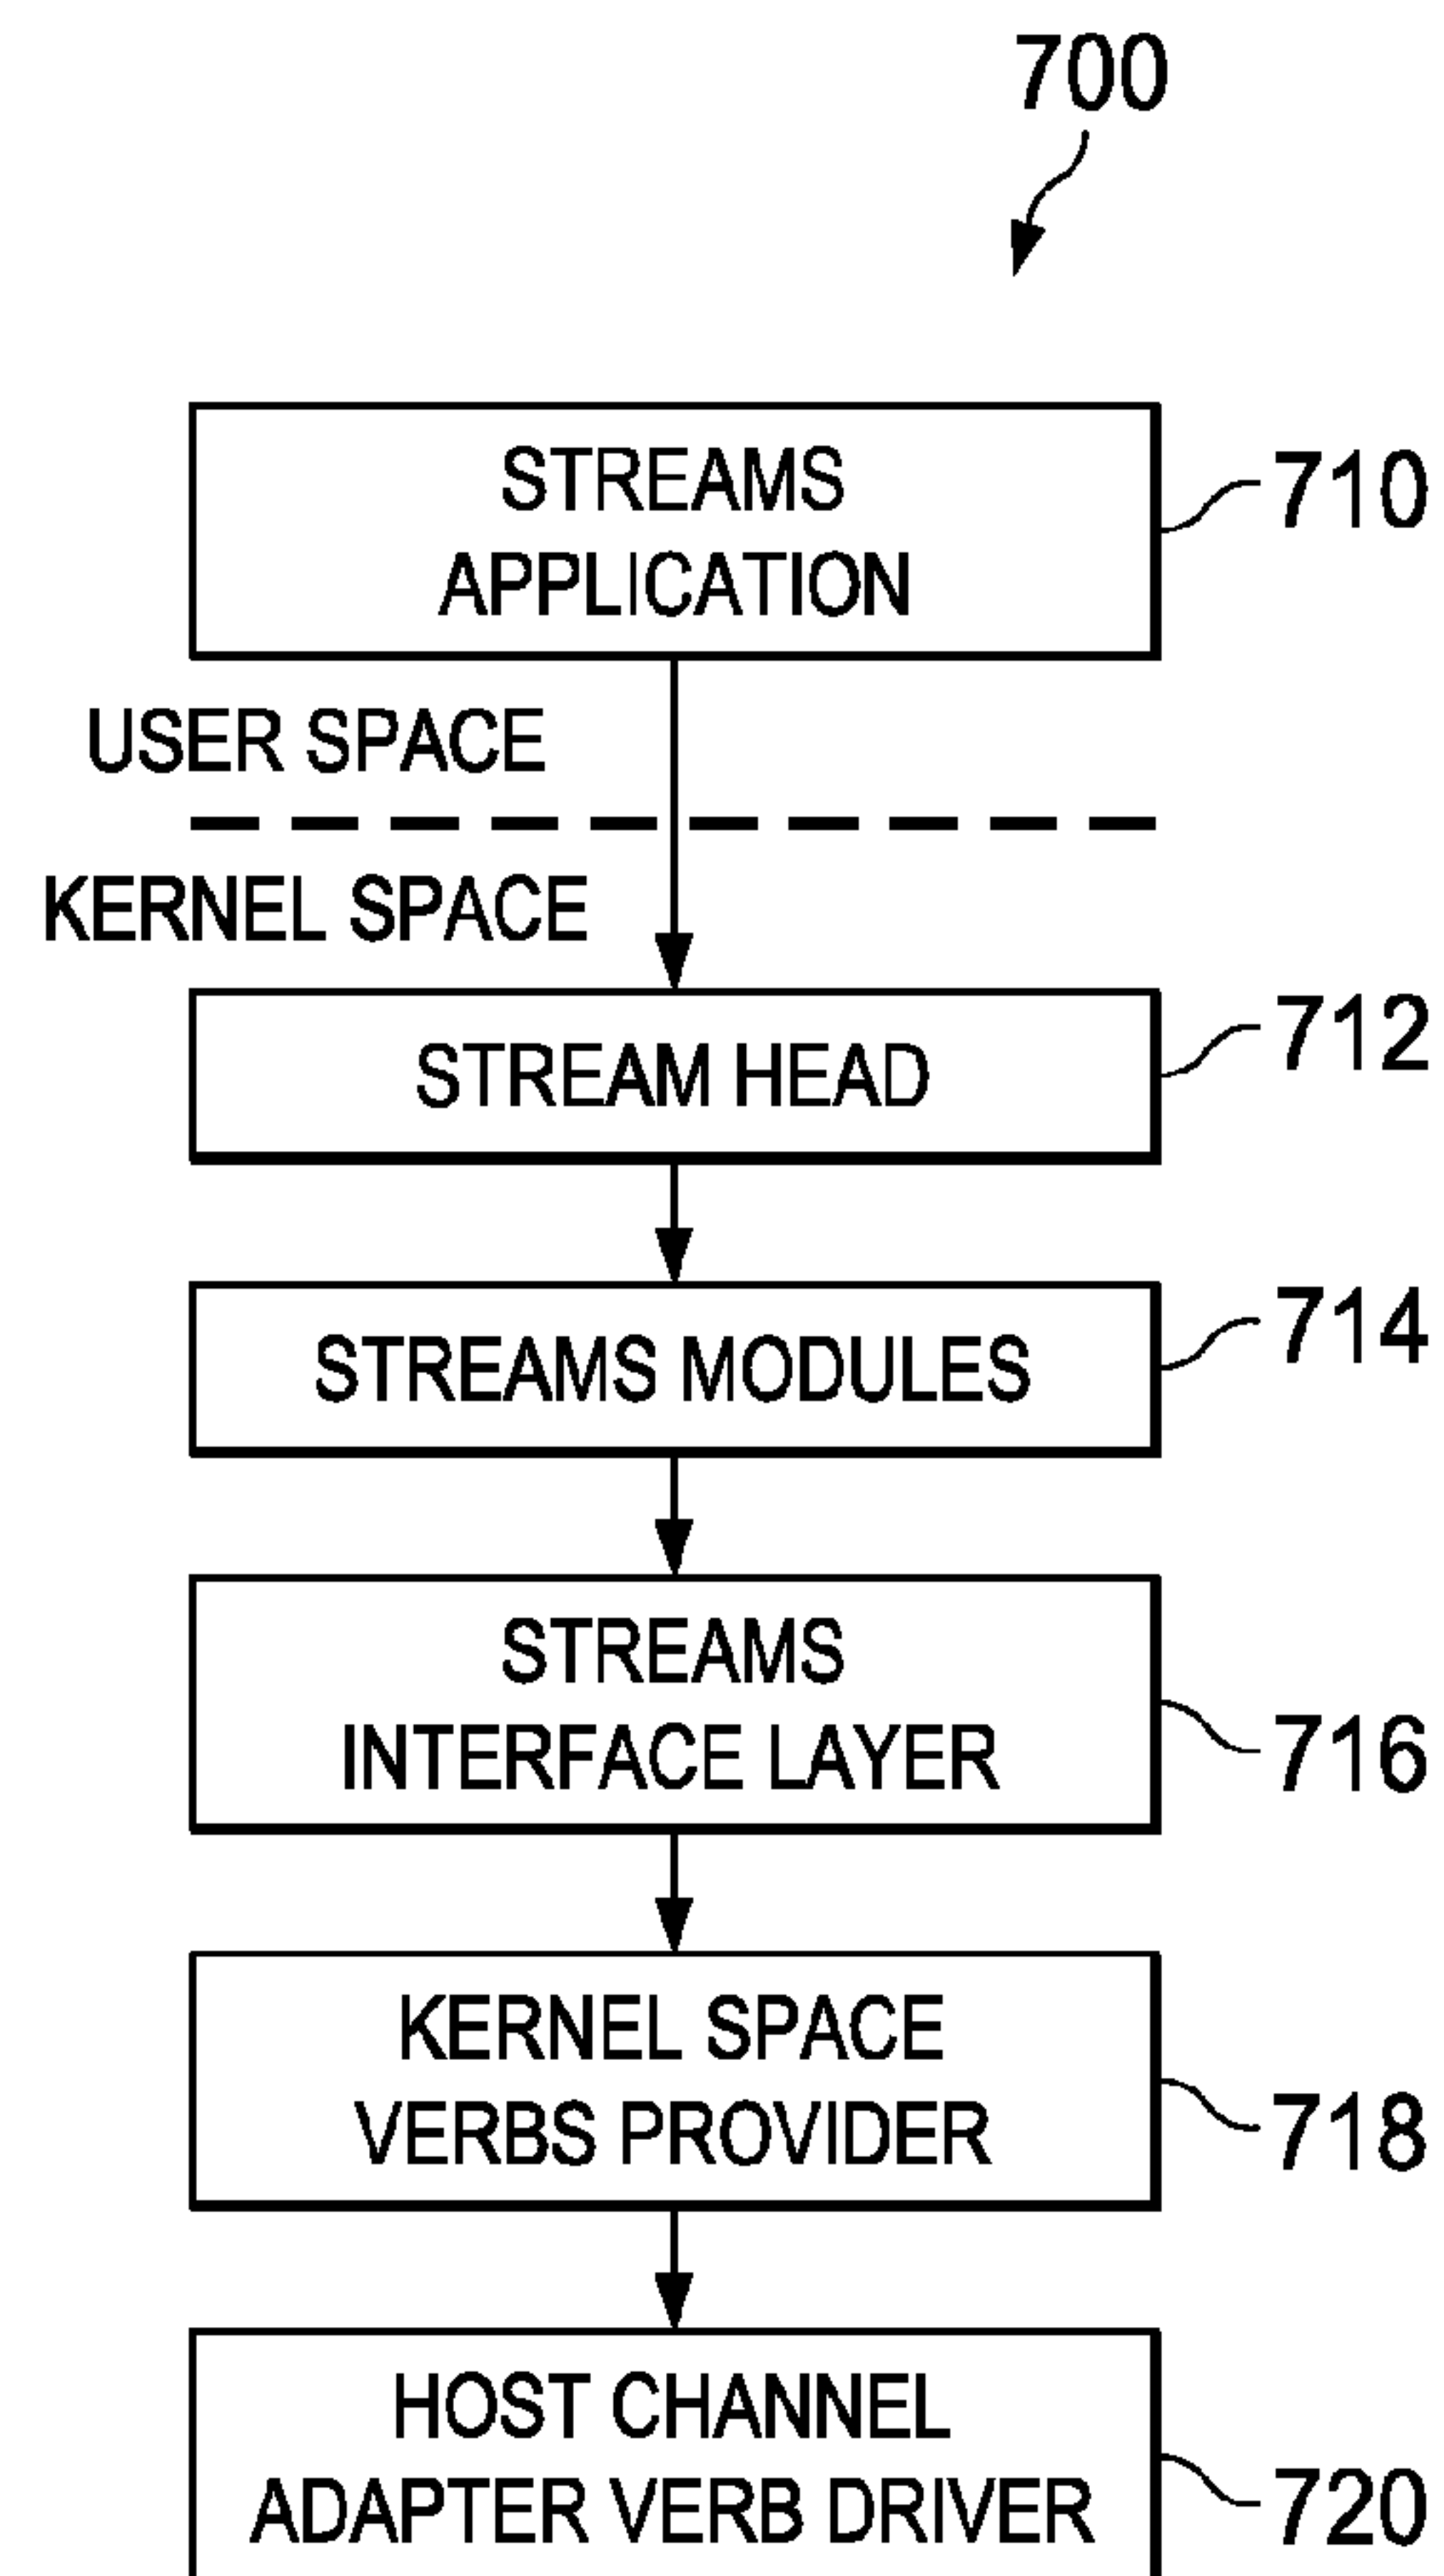 700
STREAMS
APPLICATION
710
USER SPACE
KERNEL SPACE
STREAM HEAD
712
STREAMS MODULES
714
STREAMS
INTERFACE LAYER
716
KERNEL SPACE
VERBS PROVIDER
718
HOST CHANNEL
ADAPTER VERB DRIVER
720